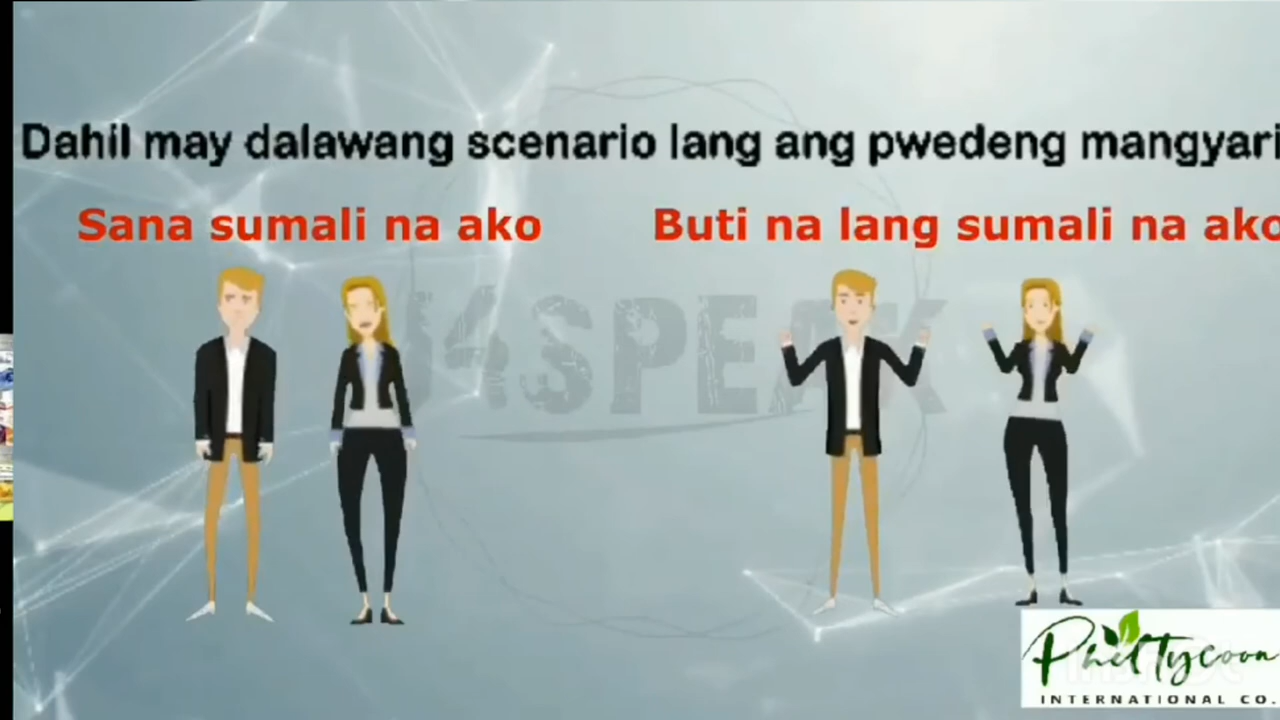 Dahil may dalawang scenario lang ang pwedeng mangyari
Sana sumali na ako
Buti na lang sumali na ako
SPEAK
PhilTycoon
INTERNATIONAL CO.